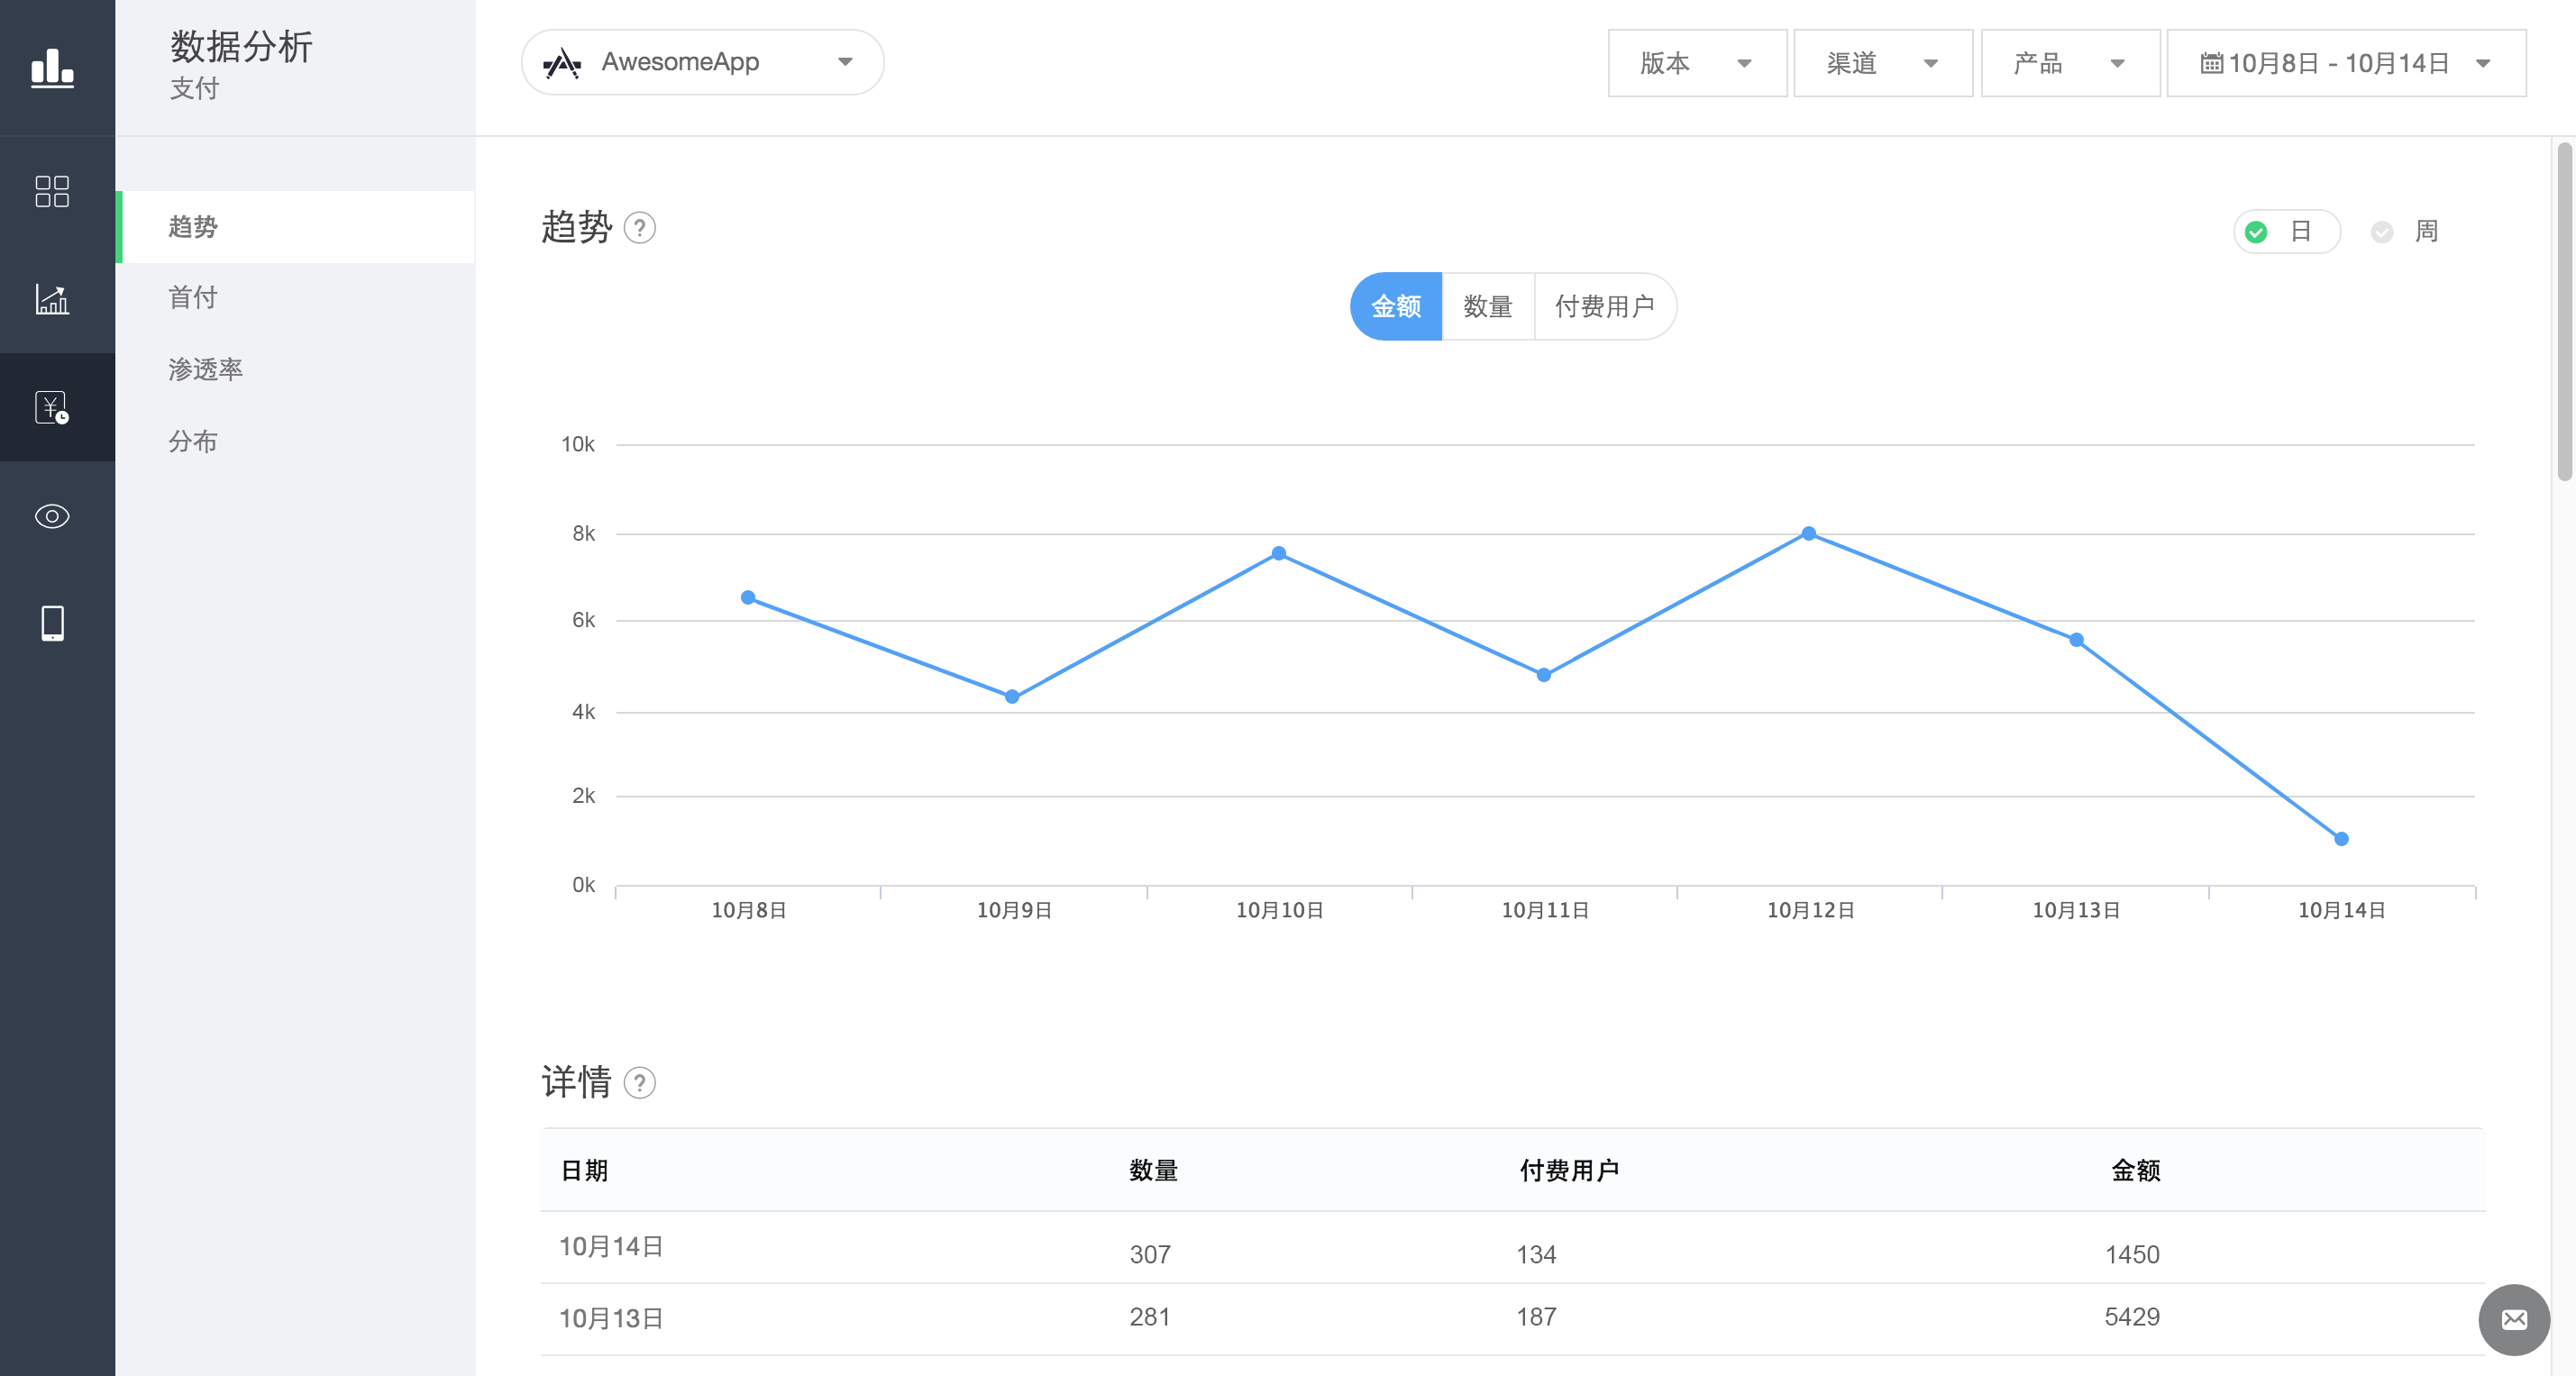 数据分析
支付
AwesomeApp
版本
渠道
产品
10月8日 - 10月14日
趋势
首付
渗透率
分布
趋势 ?
日
周
金额
数量
付费用户
10k
8k
6k
4k
2k
0k
10月8日
10月9日
10月10日
10月11日
10月12日
10月13日
10月14日
详情 ?
日期 数量 付费用户 金额
10月14日 307 134 1450
10月13日 281 187 5429